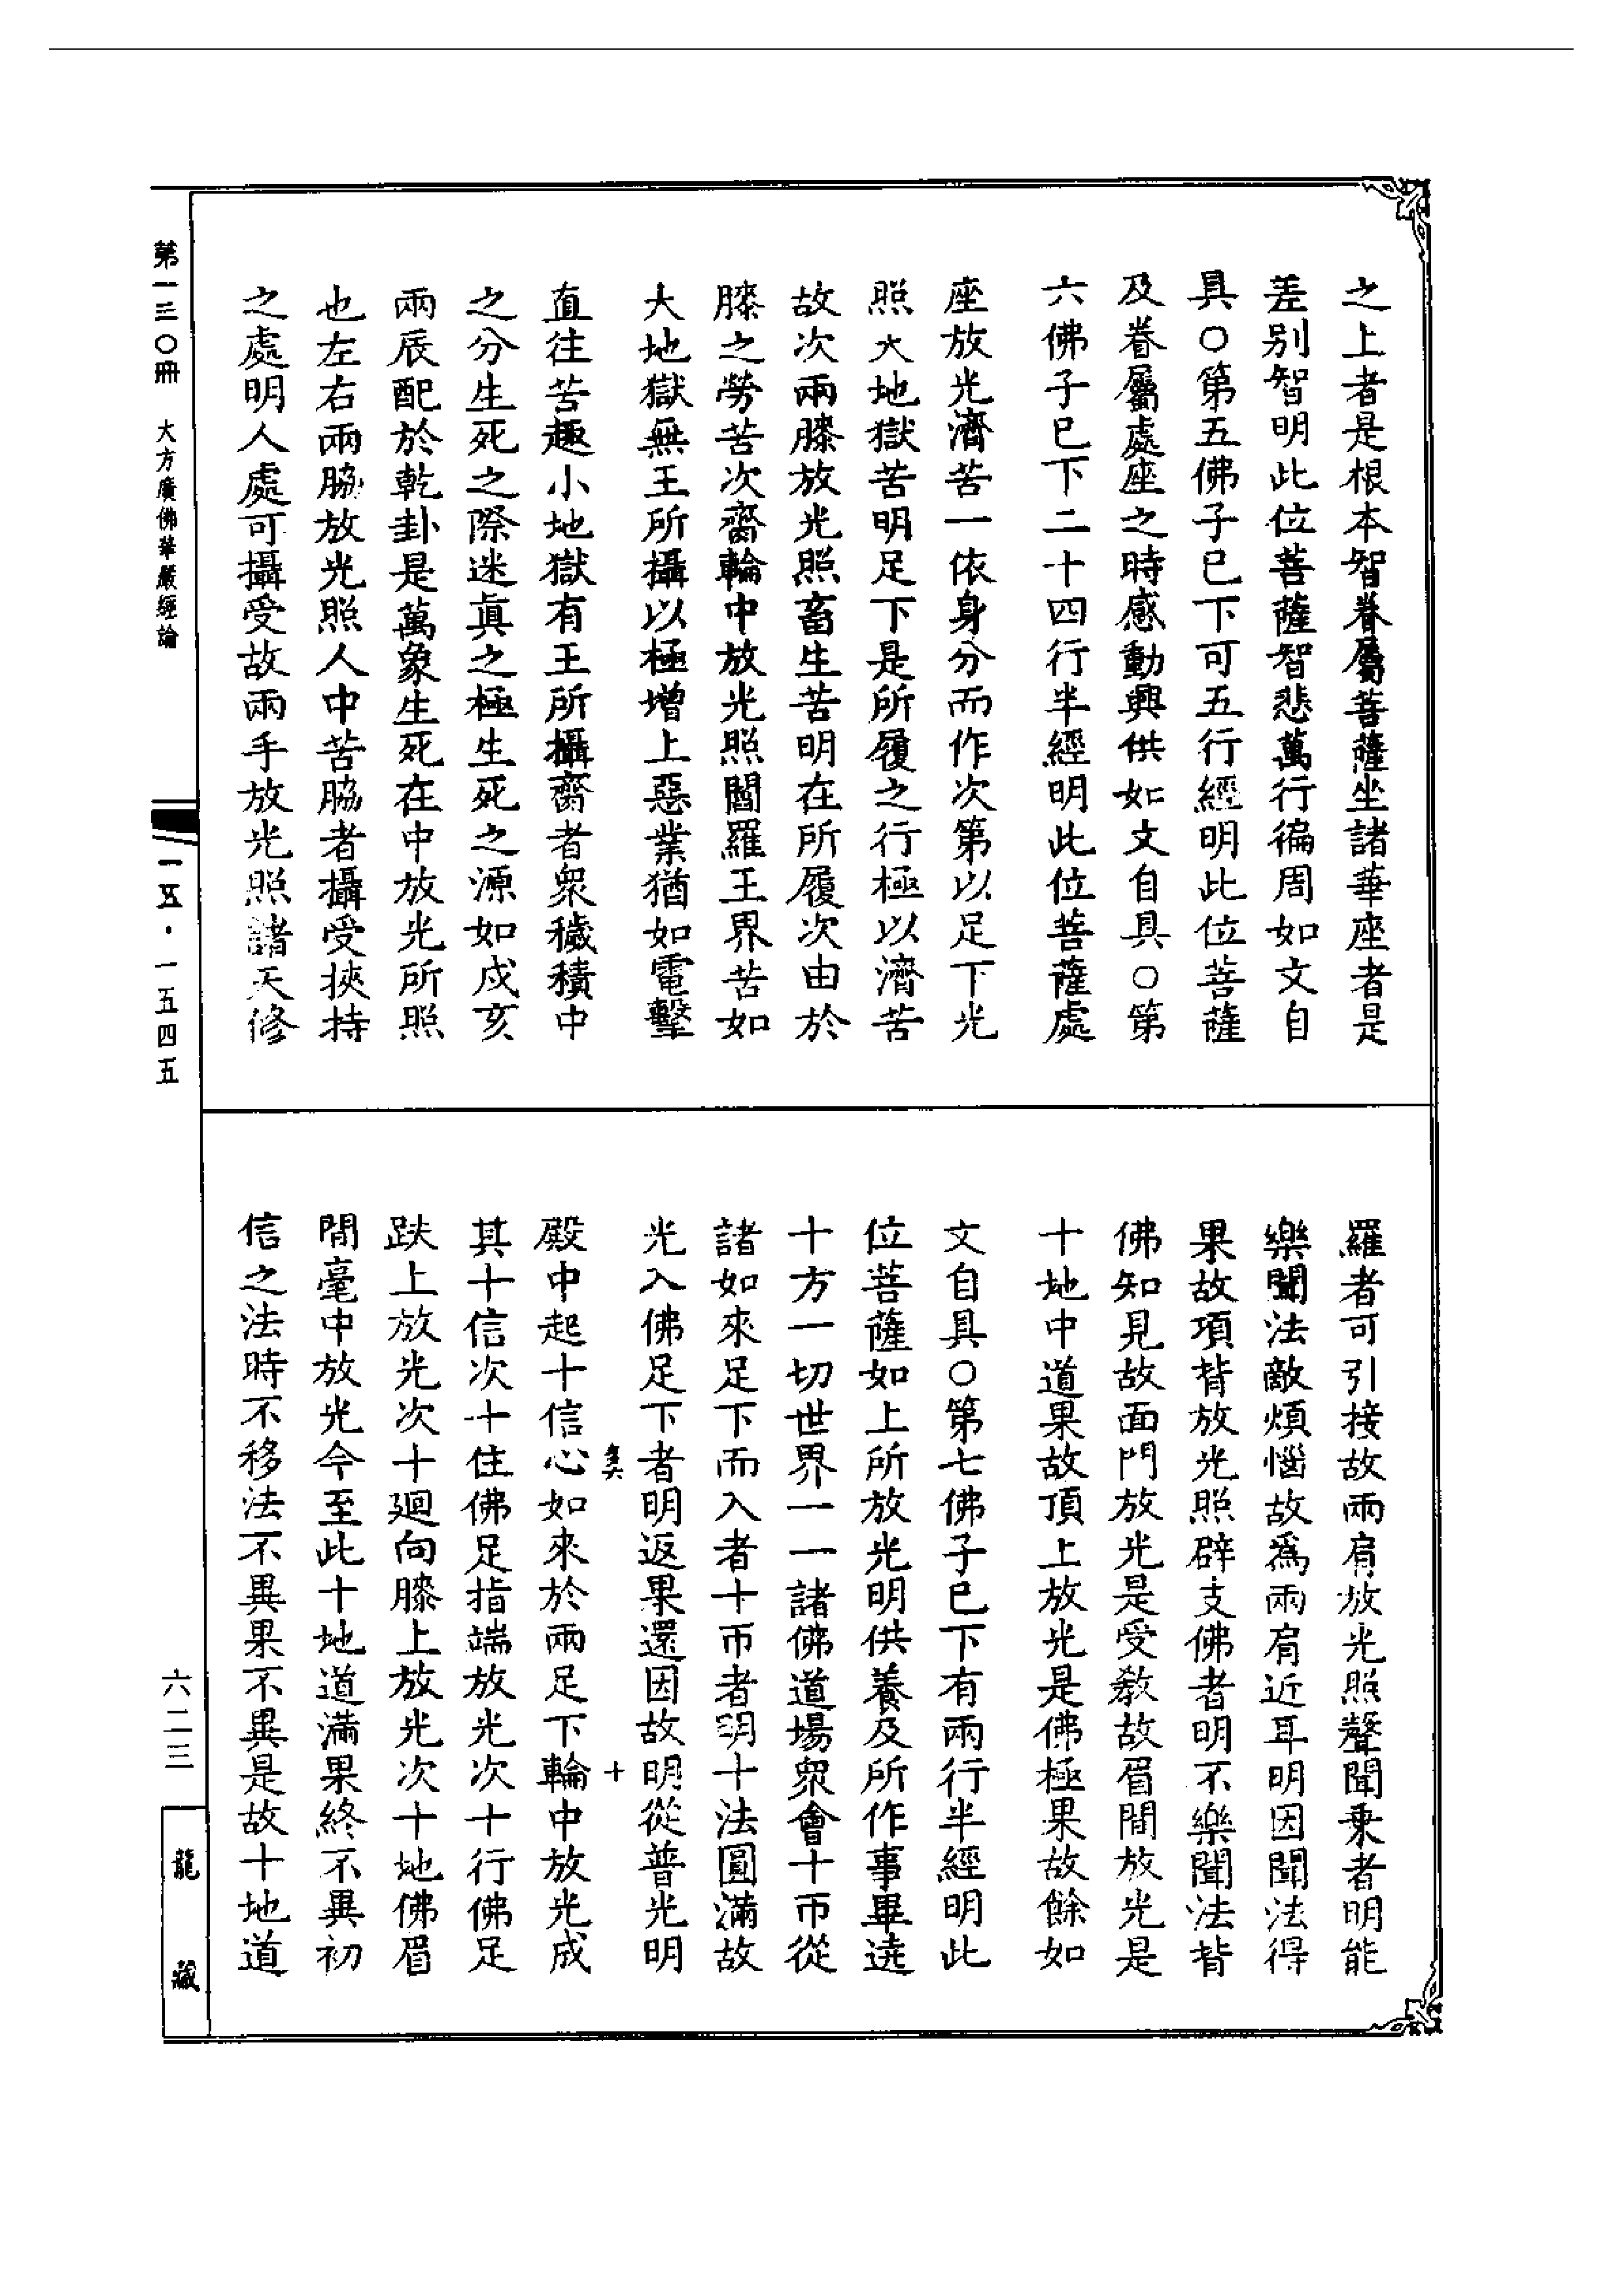 之上者是根本智眷屬菩薩坐諸華座者是
差别智明此位菩薩智悲萬行徧周如文自
具○第五佛子已下可五行經明此位菩薩
及眷屬處座之時感動興供如文自具○第
六佛子已下二十四行半經明此位菩薩處
座放光濟苦一依身分而作次第以足下光
照大地獄苦明足下是所履之行極以濟苦
故次兩膝放光照畜生苦明在所履次由於
膝之勞苦次齊輪中放光照閻羅王界苦如
大地獄無王所攝以極增上惡業猶如電擊
直往苦趣小地獄有王所攝齎者衆穢積中
之分生死之際迷眞之極生死之源如戌亥
兩辰配於乾卦是萬象生死在中放光所照
也左右兩脇放光照人中苦脇者攝受挾持
之處明人處可攝受故兩手放光照諸天修
羅者可引接故兩肩放光照聲聞乗者明能
樂聞法敵煩惱故爲兩肩近耳明因聞法得
果故項背放光照辟支佛者明不樂聞法背
佛知見故面門放光是受教故眉間放光是
十地中道果故頂上放光是佛極果故餘如
文自具○第七佛子已下有兩行半經明此
位菩薩如上所放光明供養及所作事畢遶
十方一切世界一一諸佛道場衆會十帀從
諸如來足下而入者十帀者明十法圓滿故
光入佛足下者明返果還因故明從普光明
十
殿中起十信心如來於兩足下輪中放光成
其十信次十住佛足指端放光次十行佛足
趺上放光次十廻向膝上放光次十地佛眉
間毫中放光今至此十地道滿果終不異初
信之法時不移法不異果不異是故十地道
第一三○冊 大方廣佛華嚴經論
一五·一五四五
六二三
龍藏